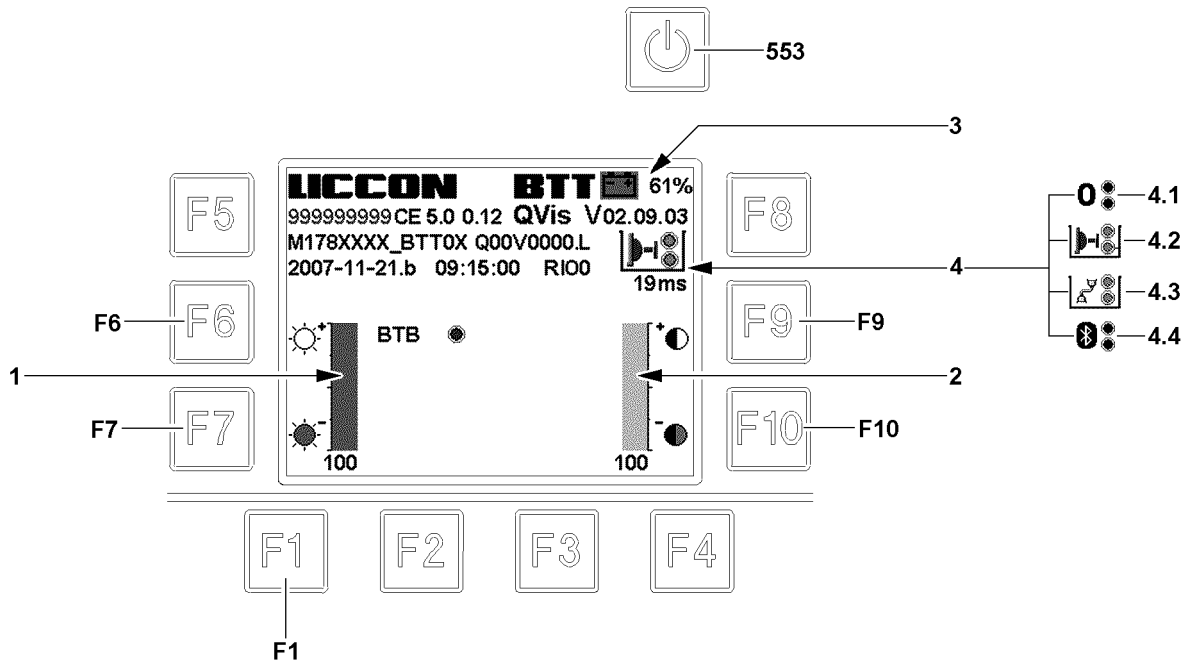 553
3
LICCON BTT 61%
999999999 CE 5.0 0.12 QVis V02.09.03
M178XXXX_BTT0X Q00V0000.L
2007-11-21.b 09:15:00 RIO0
19ms
F5
F8
0 4.1
4.2
4
4.3
4.4
F6 F6
BTB
F9 F9
1
2
F7 F7
F10 F10
100
100
F1 F2 F3 F4
F1